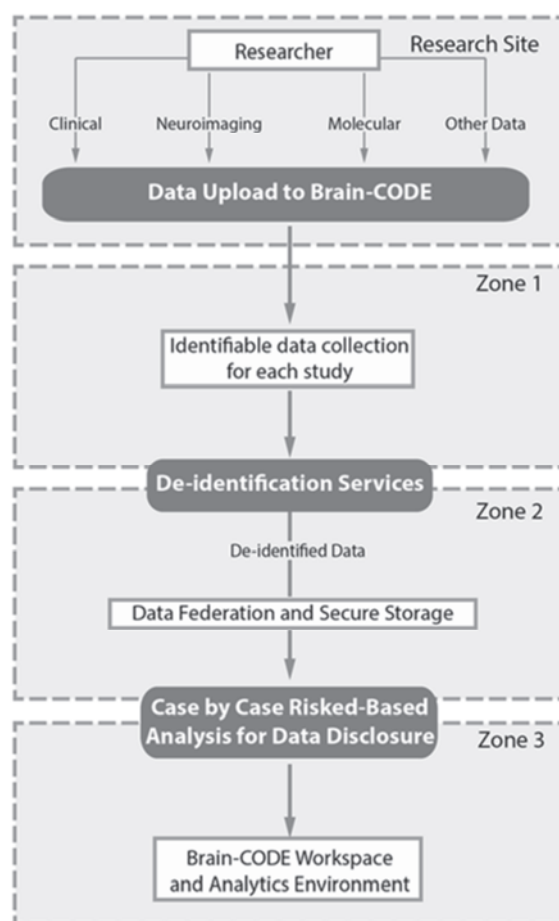 Research Site
Researcher
Clinical
Neuroimaging
Molecular
Other Data
Data Upload to Brain-CODE
Zone 1
Identifiable data collection
for each study
De-identification Services
Zone 2
De-identified Data
Data Federation and Secure Storage
Case by Case Risked-Based
Analysis for Data Disclosure
Zone 3
Brain-CODE Workspace
and Analytics Environment